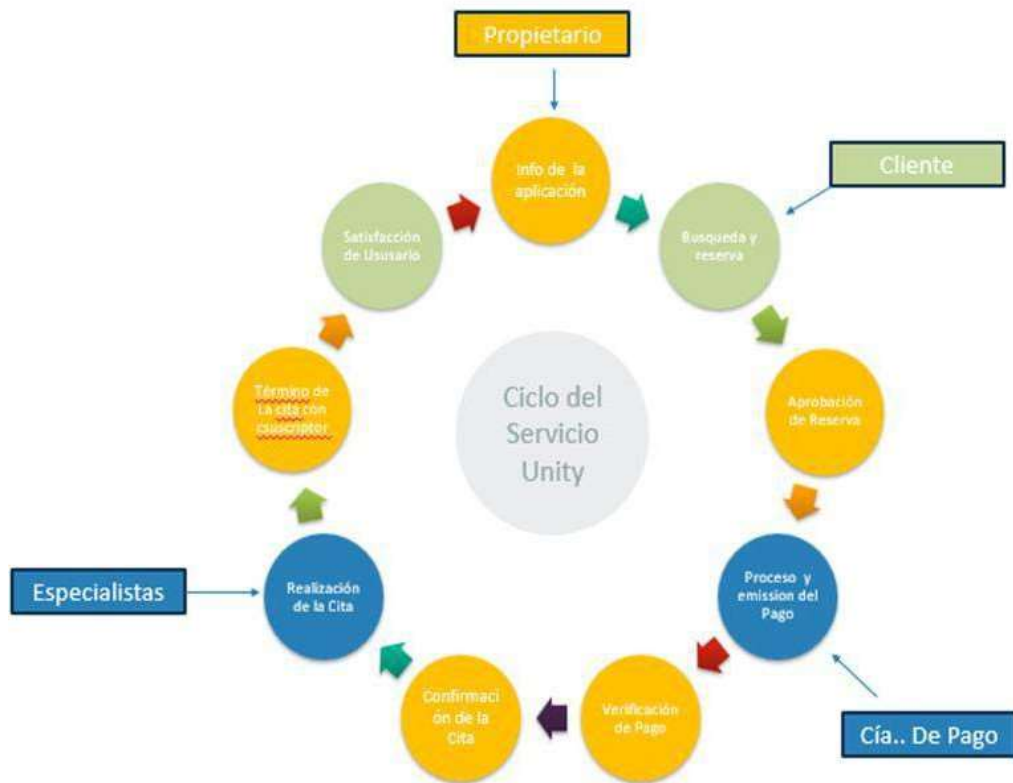 Propietario
Info de la
aplicación
Cliente
Busqueda y
reserva
Aprobación
de Reserva
Proceso y
emission del
Pago
Cía.. De Pago
Verificación
de Pago
Confirmaci
ón de la
Cita
Realización
de la Cita
Especialistas
Término de
La cita con
csuscriptor
Satisfacción
de Ususario
Ciclo del
Servicio
Unity